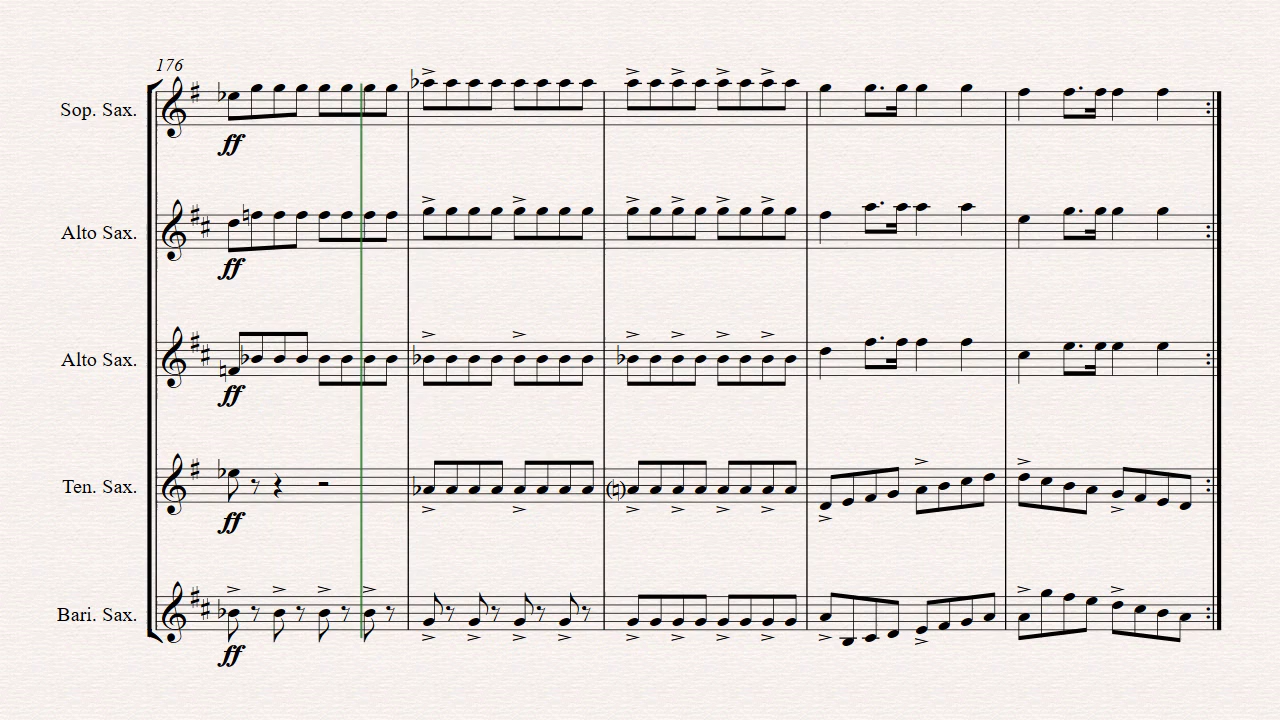 176
Sop. Sax.
ff
Alto Sax.
ff
Alto Sax.
ff
Ten. Sax.
ff
Bari. Sax.
ff